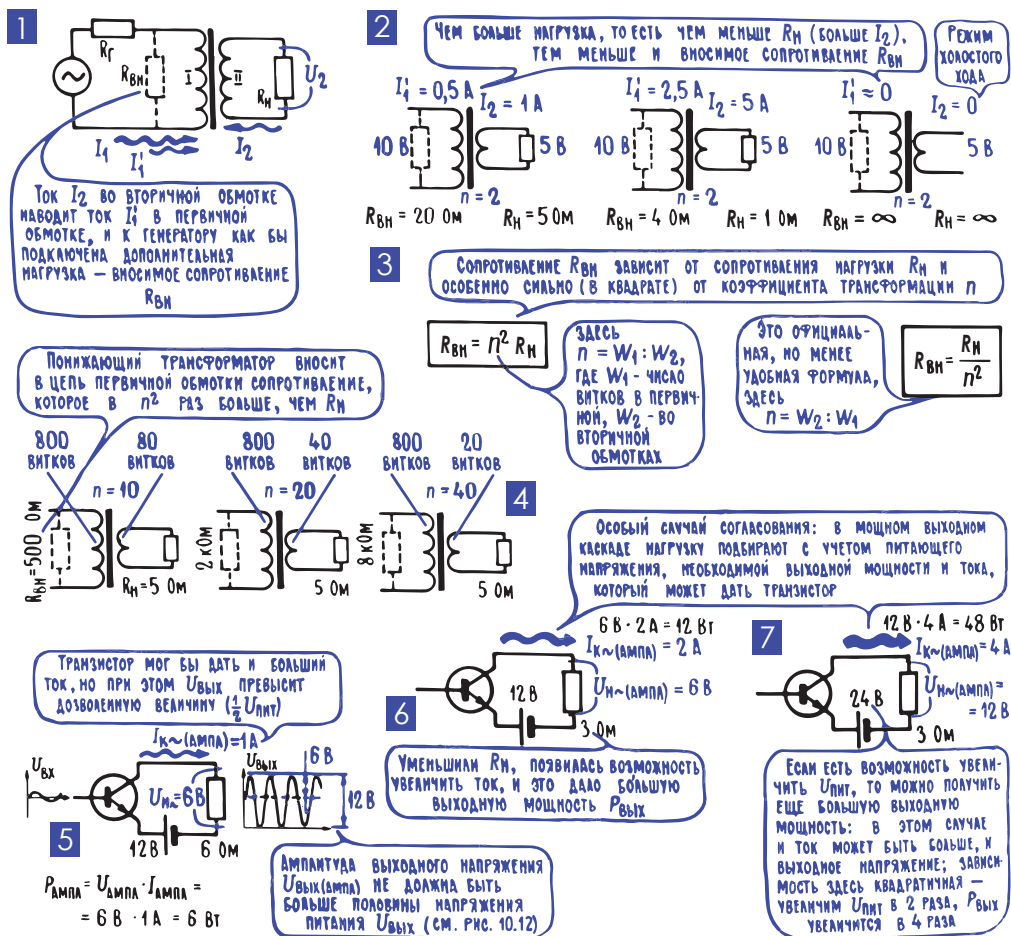 1
Rг
Rвн
I
II
Rн
U2
I1
I'1
I2
Ток I2 во вторичной обмотке
наводит ток I'1 в первичной
обмотке, и к генератору как бы
подключена дополнительная
нагрузка — вносимое сопротивление
Rвн
2
Чем больше нагрузка, то есть чем меньше Rн (больше I2),
тем меньше и вносимое сопротивление Rвн
Режим
холостого
хода
I'1 = 0,5 А
I2 = 1 А
10 В
5 В
n = 2
Rвн = 20 Ом
Rн = 5 Ом
I'1 = 2,5 А
I2 = 5 А
10 В
5 В
n = 2
Rвн = 4 Ом
Rн = 1 Ом
I'1 ≈ 0
I2 = 0
10 В
5 В
n = 2
Rвн = ∞
Rн = ∞
3
Сопротивление Rвн зависит от сопротивления нагрузки Rн и
особенно сильно (в квадрате) от коэффициента трансформации n
Rвн = n² Rн
Здесь
n = W1 : W2,
где W1 - число
витков в первич-
ной, W2 - во
вторичной
обмотках
Это официаль-
ная, но менее
удобная формула,
здесь
n = W2 : W1
Rвн = Rн / n²
Понижающий трансформатор вносит
в цепь первичной обмотки сопротивление,
которое в n² раз больше, чем Rн
800
витков
80
витков
n = 10
Rвн = 500 Ом
Rн = 5 Ом
800
витков
40
витков
n = 20
2 кОм
5 Ом
800
витков
20
витков
n = 40
8 кОм
5 Ом
4
Особый случай согласования: в мощном выходном
каскаде нагрузку подбирают с учетом питающего
напряжения, необходимой выходной мощности и тока,
который может дать транзистор
Транзистор мог бы дать и больший
ток, но при этом Uвых превысит
дозволенную величину (½ Uпит)
Iк~(ампл)=1А
Uвх
Uн~=6В
12 В
6 Ом
Uвых
6 В
12 В
5
Рампл = Uампл · Iампл =
= 6 В · 1 А = 6 Вт
Амплитуда выходного напряжения
Uвых(ампл) не должна быть
больше половины напряжения
питания Uвых (см. рис. 10.12)
6 В · 2 А = 12 Вт
Iк~(ампл) = 2 А
12 В
Uн~(ампл) = 6 В
6
3 Ом
Уменьшили Rн, появилась возможность
увеличить ток, и это дало бо́льшую
выходную мощность Рвых
7
12 В · 4 А = 48 Вт
Iк~(ампл) = 4 А
24 В
Uн~(ампл) =
= 12 В
3 Ом
Если есть возможность увели-
чить Uпит, то можно получить
еще большую выходную
мощность: в этом случае
и ток может быть больше, и
выходное напряжение; зависи-
мость здесь квадратичная —
увеличим Uпит в 2 раза, Рвых
увеличится в 4 раза